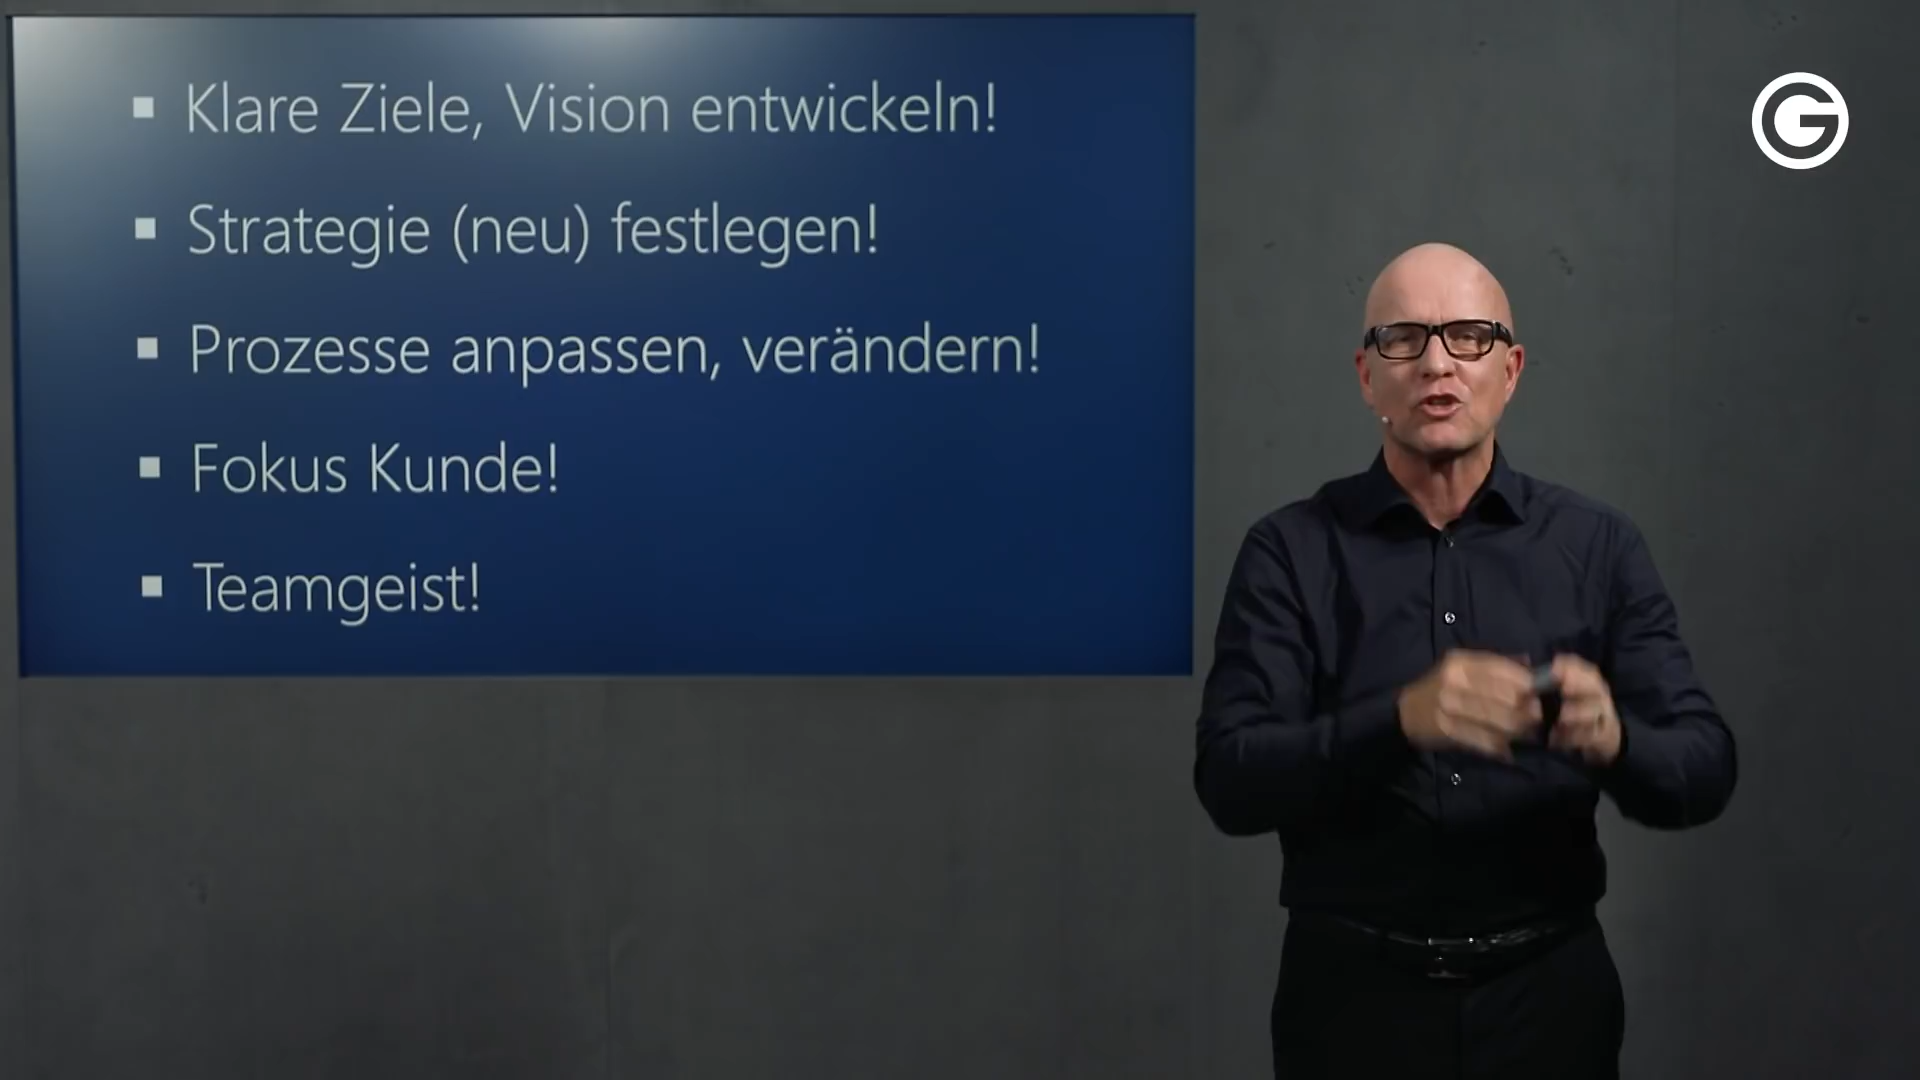 Klare Ziele, Vision entwickeln!
Strategie (neu) festlegen!
Prozesse anpassen, verändern!
Fokus Kunde!
Teamgeist!
G